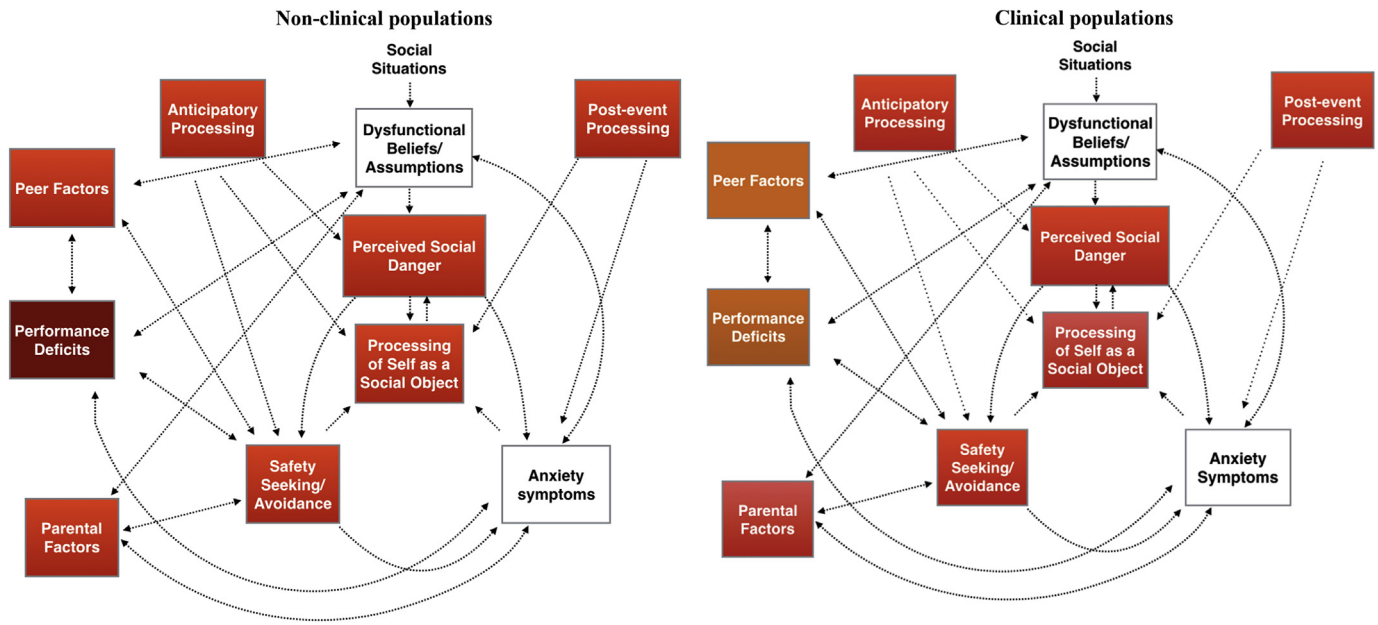 Non-clinical populations
Social
Situations
Anticipatory
Processing
Dysfunctional
Beliefs/
Assumptions
Post-event
Processing
Peer Factors
Perceived Social
Danger
Performance
Deficits
Processing
of Self as a
Social Object
Safety
Seeking/
Avoidance
Anxiety
symptoms
Parental
Factors
Clinical populations
Social
Situations
Anticipatory
Processing
Dysfunctional
Beliefs/
Assumptions
Post-event
Processing
Peer Factors
Perceived Social
Danger
Performance
Deficits
Processing
of Self as a
Social Object
Safety
Seeking/
Avoidance
Anxiety
Symptoms
Parental
Factors